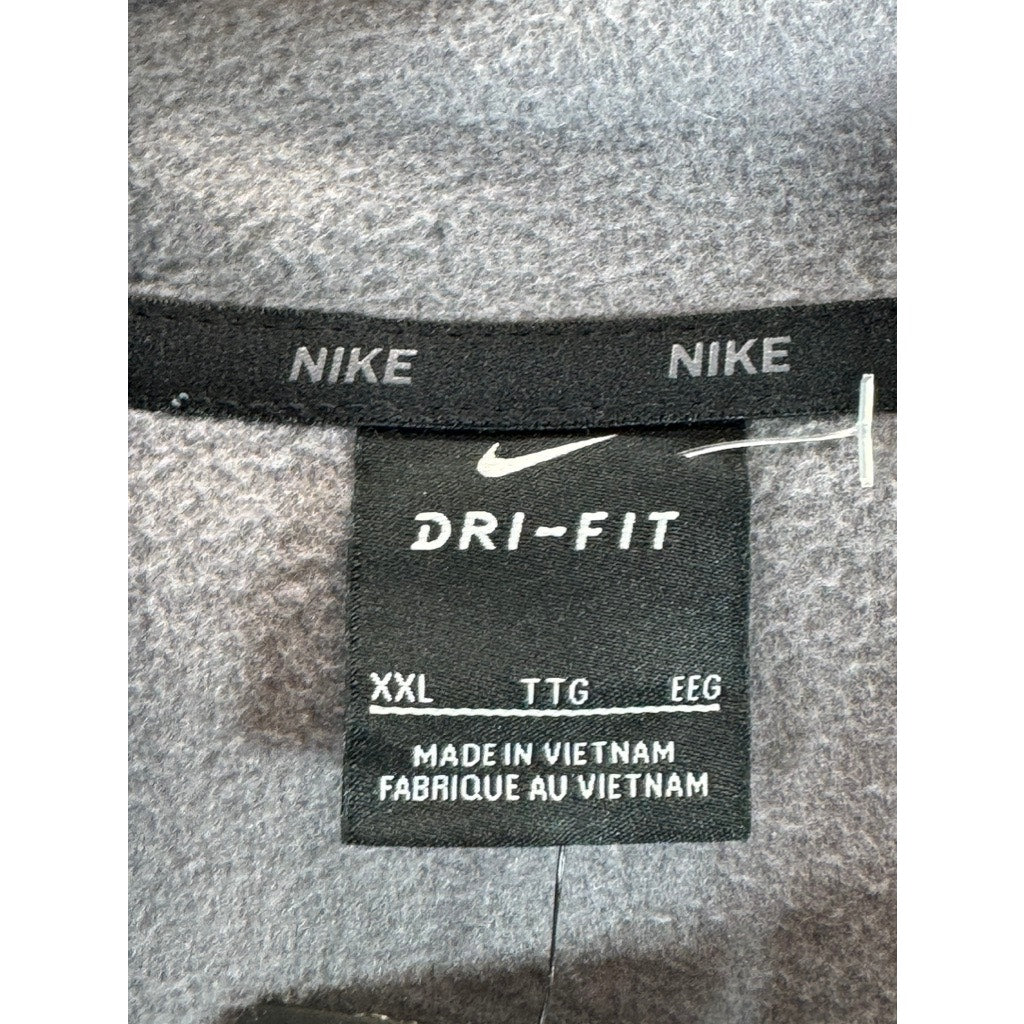 NIKE NIKE
DRI-FIT
XXL TTG EEG
MADE IN VIETNAM
FABRIQUE AU VIETNAM